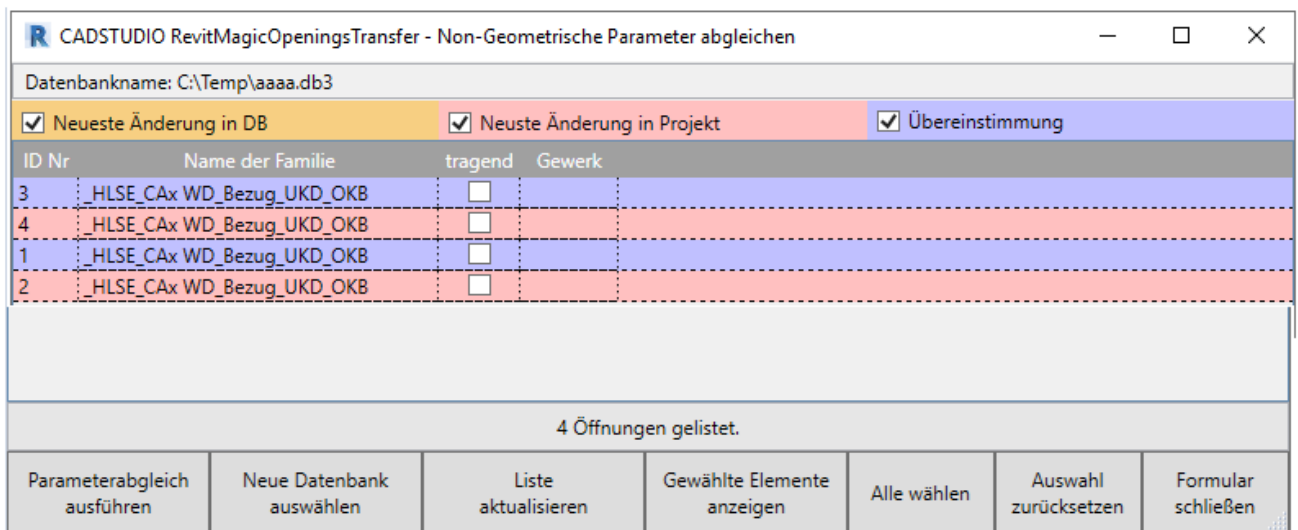 CADSTUDIO RevitMagicOpeningsTransfer - Non-Geometrische Parameter abgleichen
Datenbankname: C:\Temp\aaaa.db3
Neueste Änderung in DB Neuste Änderung in Projekt Übereinstimmung
ID Nr Name der Familie tragend Gewerk
3 _HLSE_CAx WD_Bezug_UKD_OKB
4 _HLSE_CAx WD_Bezug_UKD_OKB
1 _HLSE_CAx WD_Bezug_UKD_OKB
2 _HLSE_CAx WD_Bezug_UKD_OKB
4 Öffnungen gelistet.
Parameterabgleich
ausführen
Neue Datenbank
auswählen
Liste
aktualisieren
Gewählte Elemente
anzeigen
Alle wählen
Auswahl
zurücksetzen
Formular
schließen